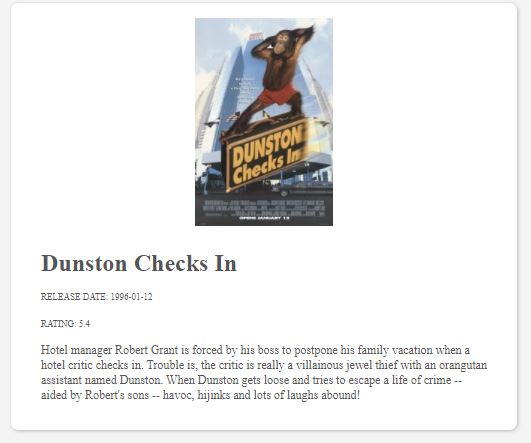 DUNSTON
Checks In
OPENS JANUARY 12
Dunston Checks In
RELEASE DATE: 1996-01-12
RATING: 5.4
Hotel manager Robert Grant is forced by his boss to postpone his family vacation when a
hotel critic checks in. Trouble is, the critic is really a villainous jewel thief with an orangutan
assistant named Dunston. When Dunston gets loose and tries to escape a life of crime --
aided by Robert's sons -- havoc, hijinks and lots of laughs abound!